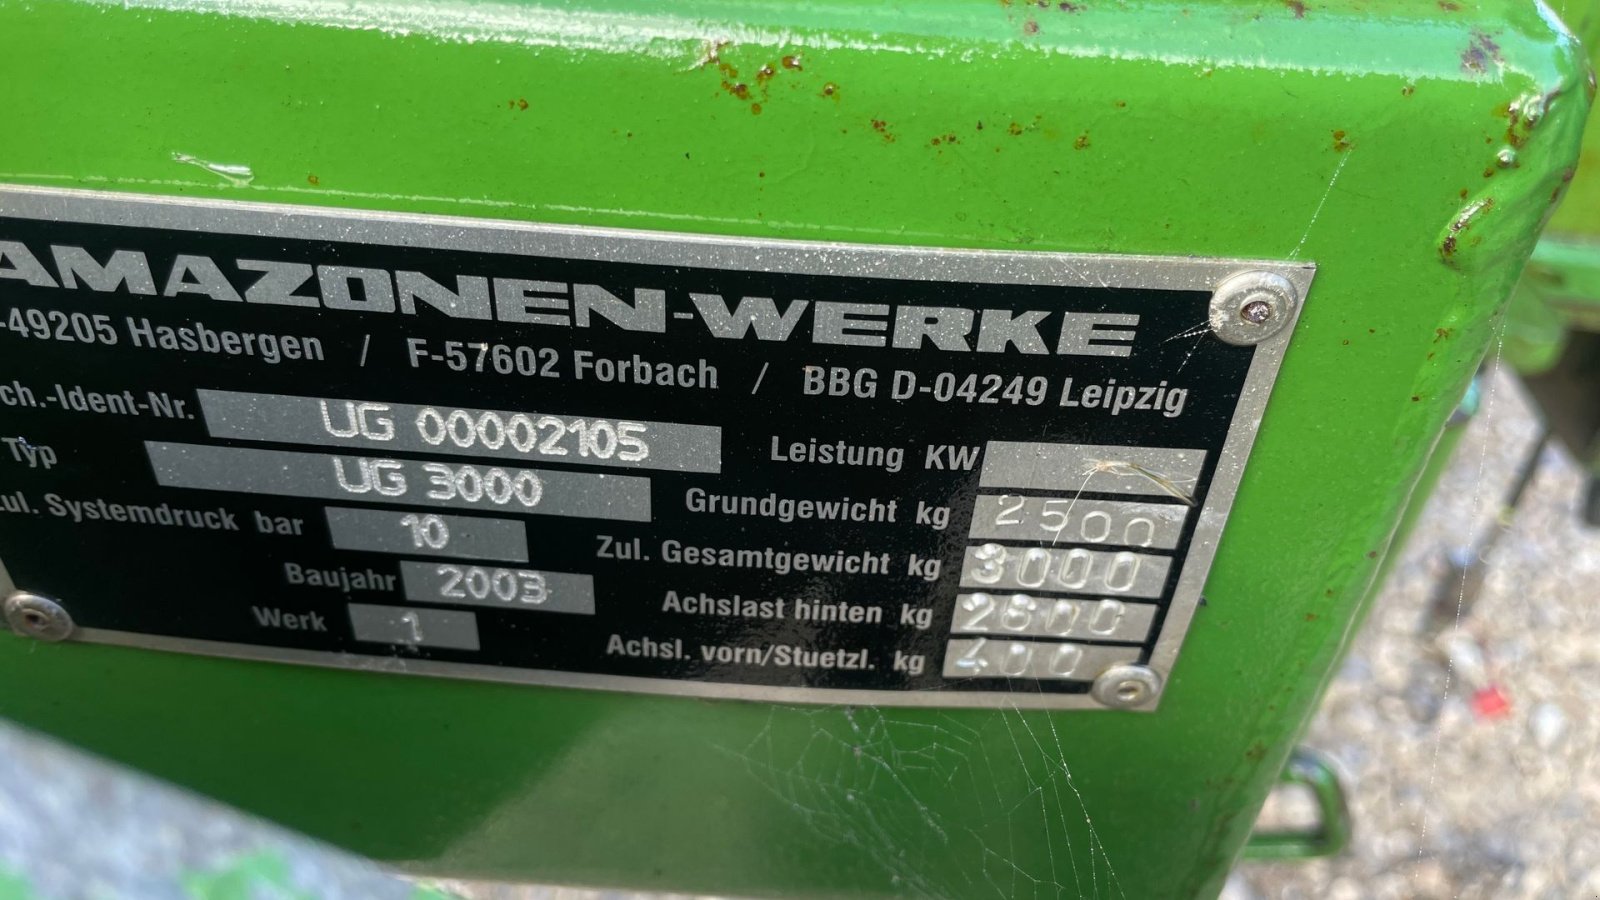 AMAZONEN-WERKE
-49205 Hasbergen / F-57602 Forbach / BBG D-04249 Leipzig
ch.-Ident-Nr. UG 00002105
Typ UG 3000
zul. Systemdruck bar 10
Baujahr 2003
Werk 1
Leistung KW
Grundgewicht kg 2500
Zul. Gesamtgewicht kg 3000
Achslast hinten kg 2600
Achsl. vorn/Stuetzl. kg 400